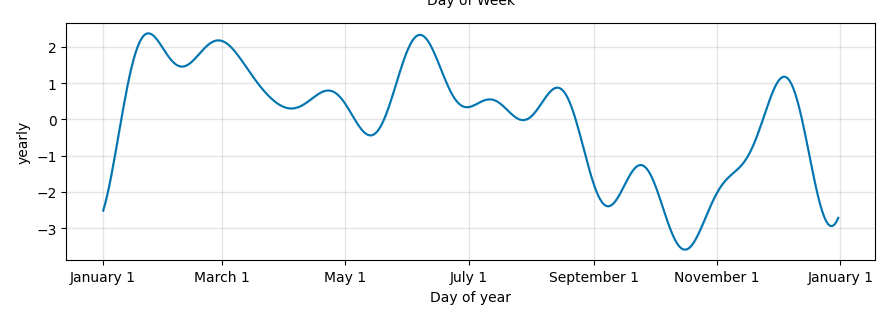 Day of Week
2
1
0
−1
−2
−3
yearly
January 1 March 1 May 1 July 1 September 1 November 1 January 1
Day of year